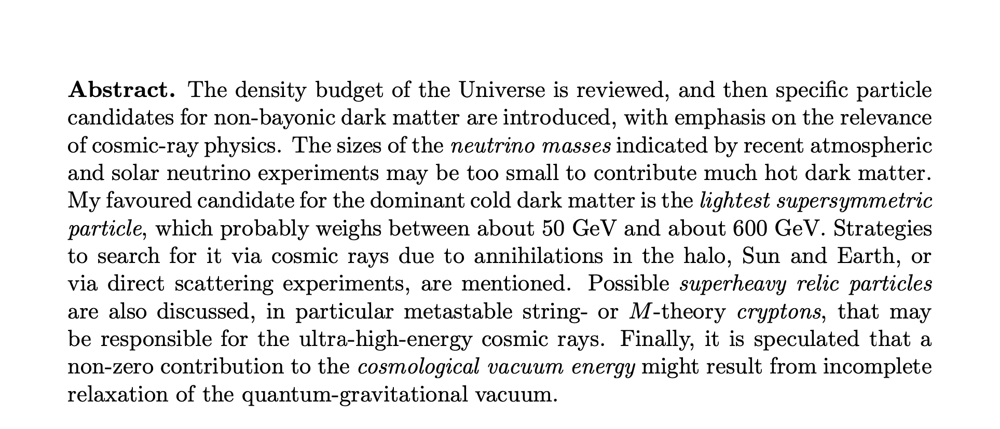 Abstract. The density budget of the Universe is reviewed, and then specific particle
candidates for non-bayonic dark matter are introduced, with emphasis on the relevance
of cosmic-ray physics. The sizes of the neutrino masses indicated by recent atmospheric
and solar neutrino experiments may be too small to contribute much hot dark matter.
My favoured candidate for the dominant cold dark matter is the lightest supersymmetric
particle, which probably weighs between about 50 GeV and about 600 GeV. Strategies
to search for it via cosmic rays due to annihilations in the halo, Sun and Earth, or
via direct scattering experiments, are mentioned. Possible superheavy relic particles
are also discussed, in particular metastable string- or M-theory cryptons, that may
be responsible for the ultra-high-energy cosmic rays. Finally, it is speculated that a
non-zero contribution to the cosmological vacuum energy might result from incomplete
relaxation of the quantum-gravitational vacuum.